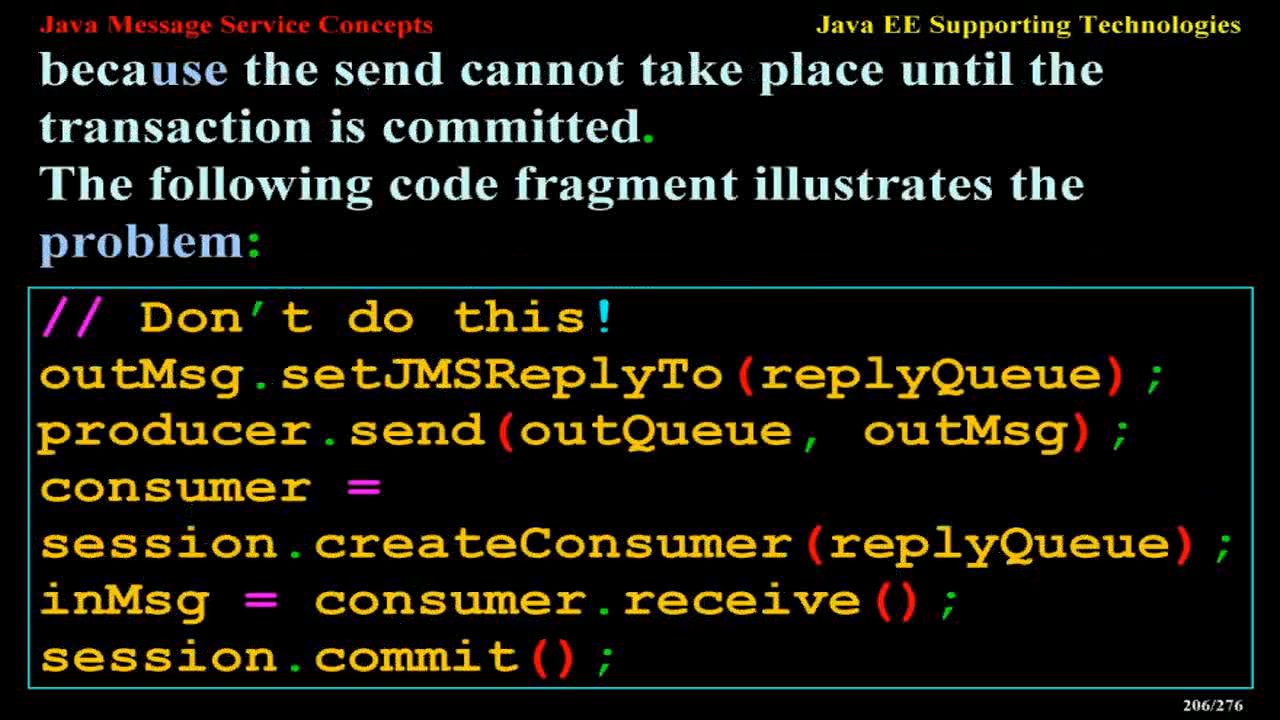 Java Message Service Concepts
Java EE Supporting Technologies
because the send cannot take place until the
transaction is committed.
The following code fragment illustrates the
problem:
// Don’t do this!
outMsg.setJMSReplyTo(replyQueue);
producer.send(outQueue, outMsg);
consumer =
session.createConsumer(replyQueue);
inMsg = consumer.receive();
session.commit();
206/276